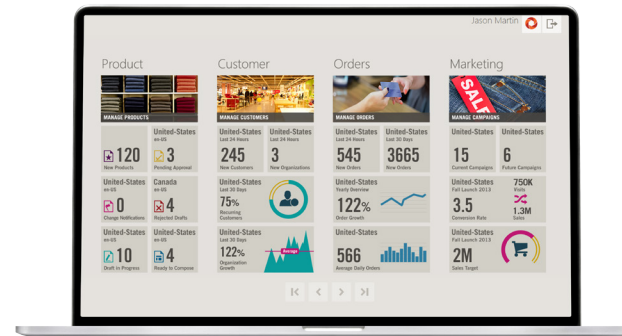 Jason Martin
Product
MANAGE PRODUCTS
120
New Products
United-States
en-US
3
Pending Approval
United-States
en-US
0
Change Notifications
Canada
en-US
4
Rejected Drafts
United-States
en-US
10
Draft in Progress
United-States
en-US
4
Ready to Compose
Customer
MANAGE CUSTOMERS
United-States
Last 24 Hours
245
New Customers
United-States
Last 24 Hours
3
New Organizations
United-States
Last 30 Days
75%
Recurring
Customers
United-States
Last 30 Days
122%
Organization
Growth
Average
Orders
MANAGE ORDERS
United-States
Last 24 Hours
545
New Orders
United-States
Last 30 Days
3665
New Orders
United-States
Yearly Overview
122%
Order Growth
United-States
566
Average Daily Orders
Marketing
SALE
MANAGE CAMPAIGNS
United-States
15
Current Campaigns
United-States
6
Future Campaigns
United-States
Fall Launch 2013
3.5
Conversion Rate
750K
Visits
1.3M
Sales
United-States
Fall Launch 2013
2M
Sales Target